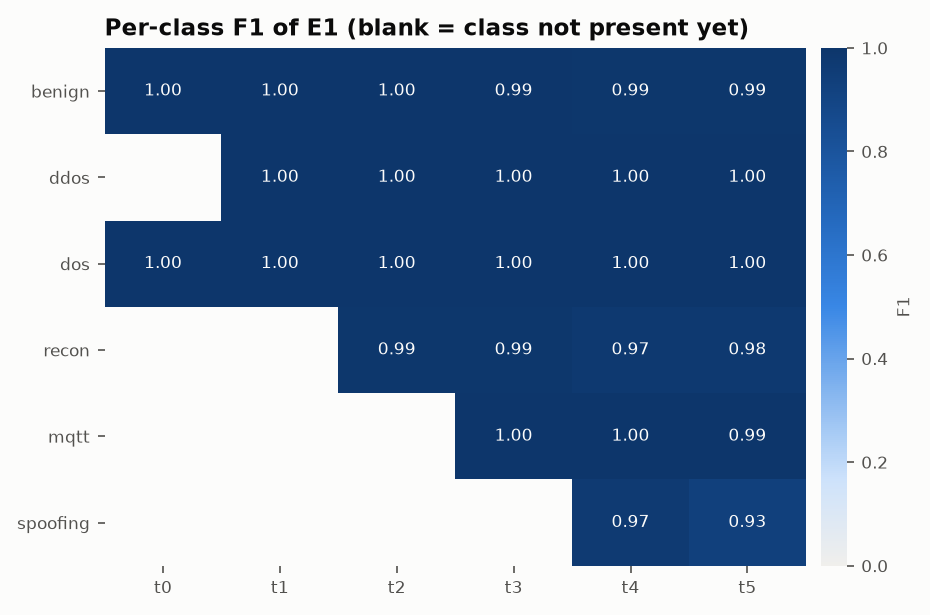 Per-class F1 of E1 (blank = class not present yet)
benign 1.00 1.00 1.00 0.99 0.99 0.99
ddos 1.00 1.00 1.00 1.00 1.00
dos 1.00 1.00 1.00 1.00 1.00 1.00
recon 0.99 0.99 0.97 0.98
mqtt 1.00 1.00 0.99
spoofing 0.97 0.93
t0 t1 t2 t3 t4 t5
1.0
0.8
0.6
0.4
0.2
0.0
F1